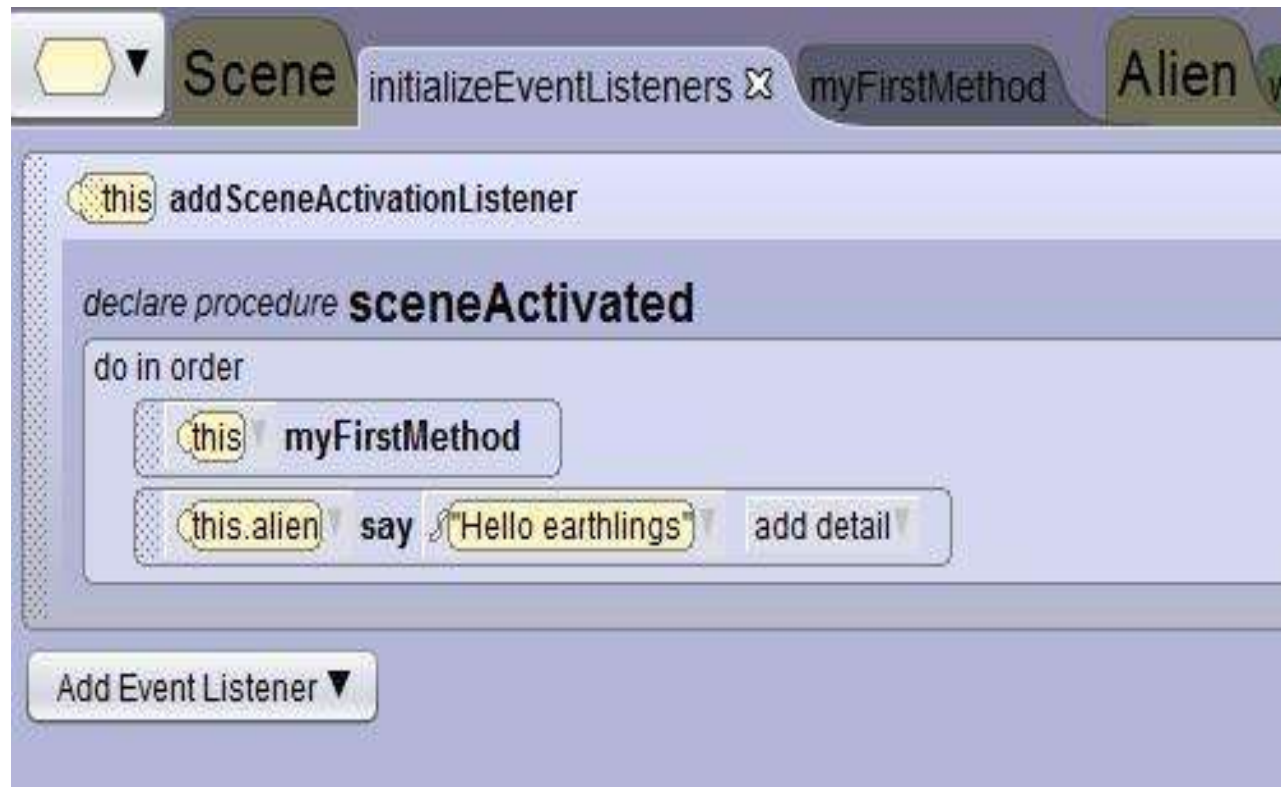 Scene initializeEventListeners myFirstMethod Alien
this addSceneActivationListener
declare procedure sceneActivated
do in order
this myFirstMethod
this.alien say "Hello earthlings" add detail
Add Event Listener